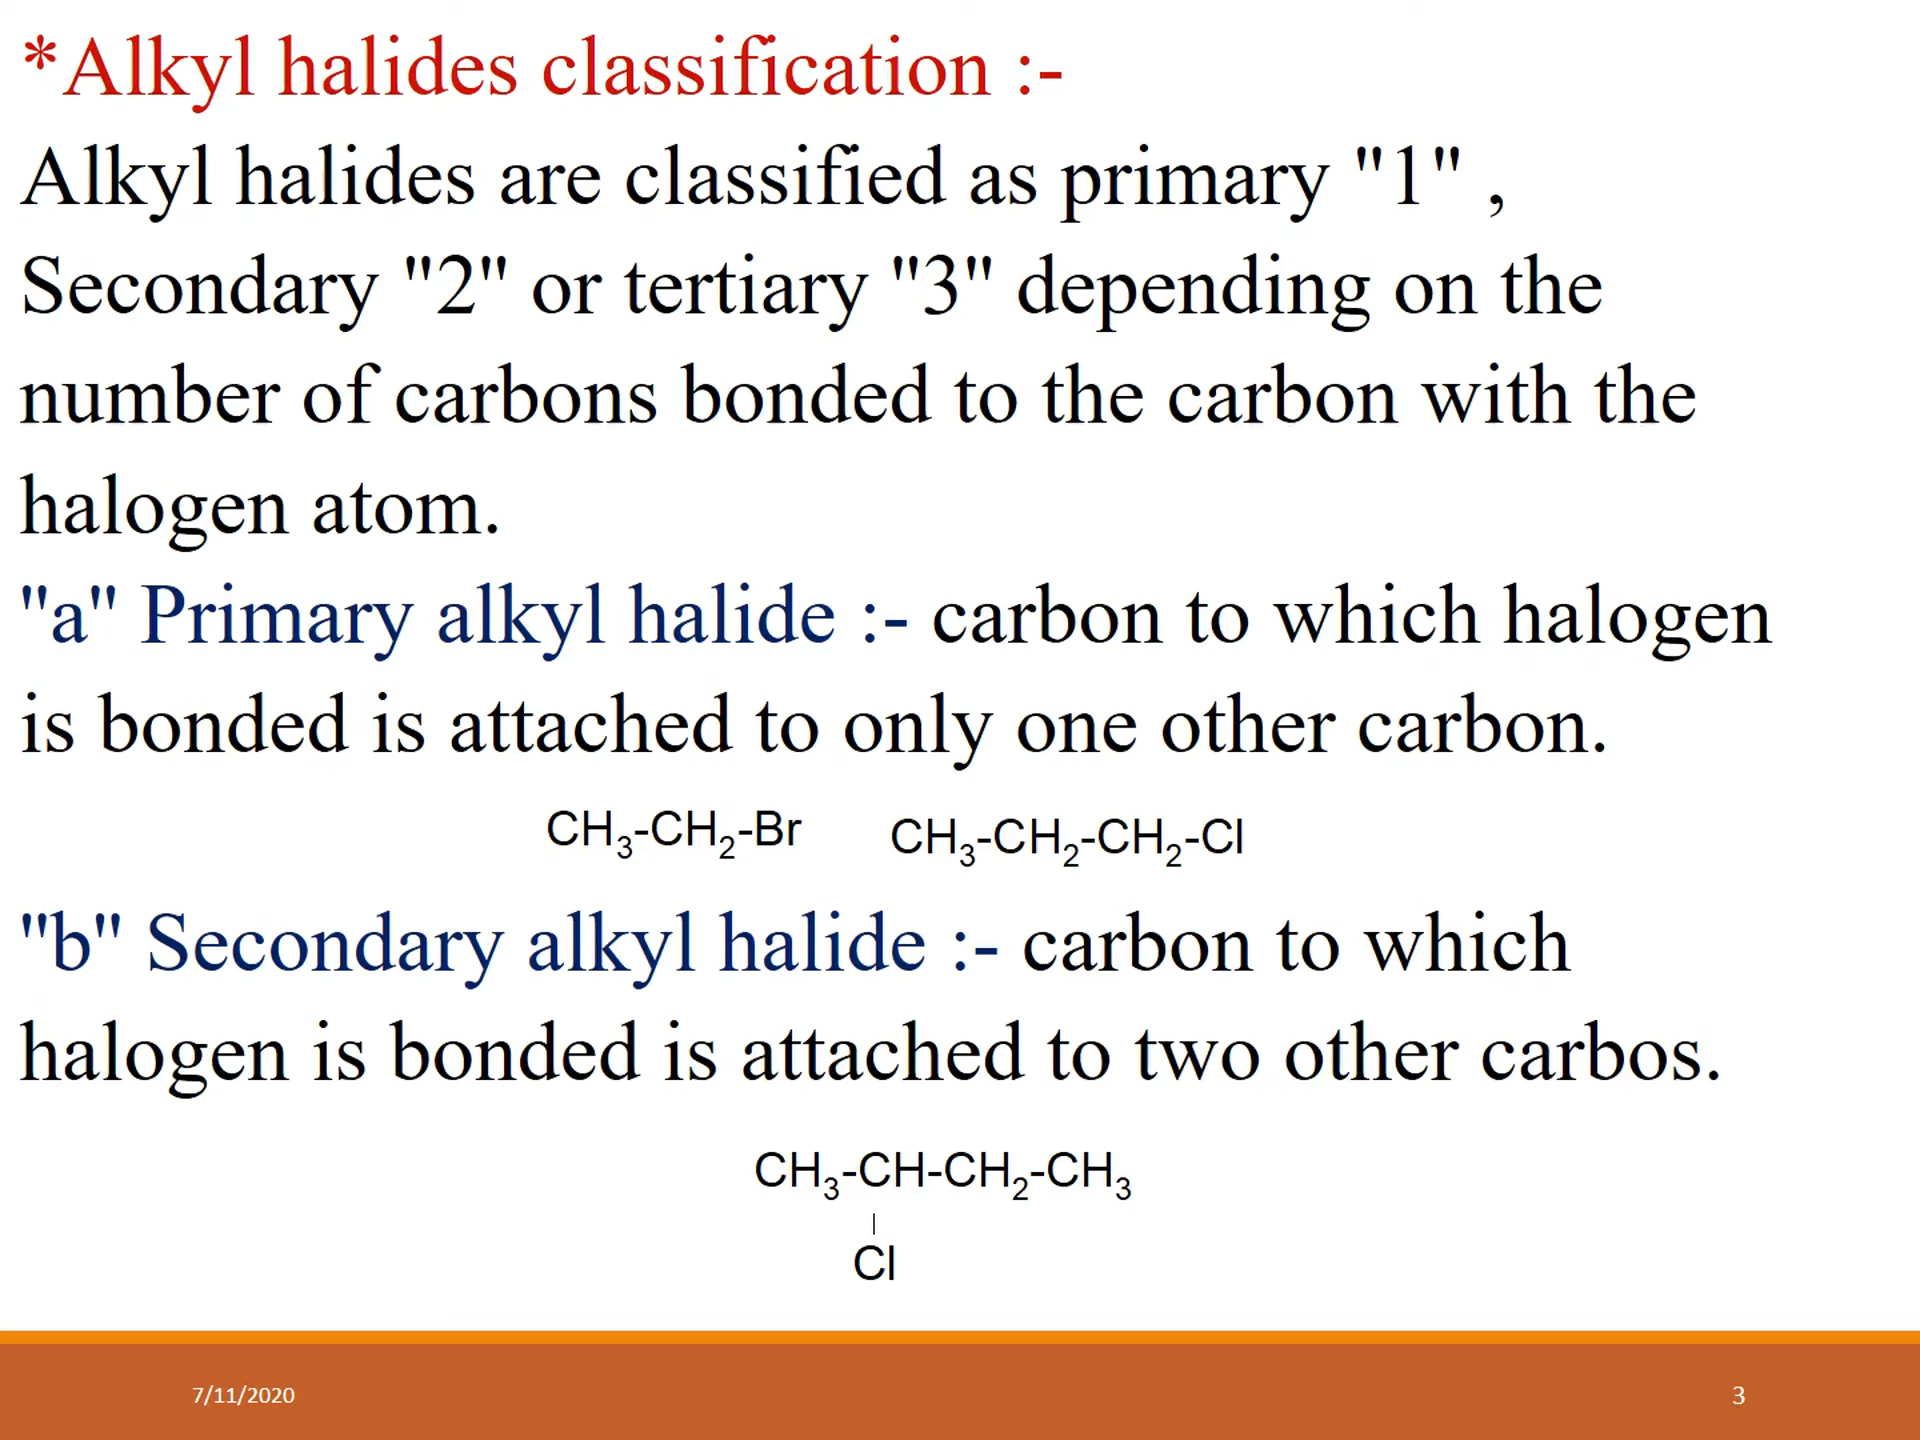 *Alkyl halides classification :-
Alkyl halides are classified as primary "1" ,
Secondary "2" or tertiary "3" depending on the
number of carbons bonded to the carbon with the
halogen atom.
"a" Primary alkyl halide :- carbon to which halogen
is bonded is attached to only one other carbon.
CH₃-CH₂-Br CH₃-CH₂-CH₂-Cl
"b" Secondary alkyl halide :- carbon to which
halogen is bonded is attached to two other carbos.
CH₃-CH-CH₂-CH₃
Cl
7/11/2020 3